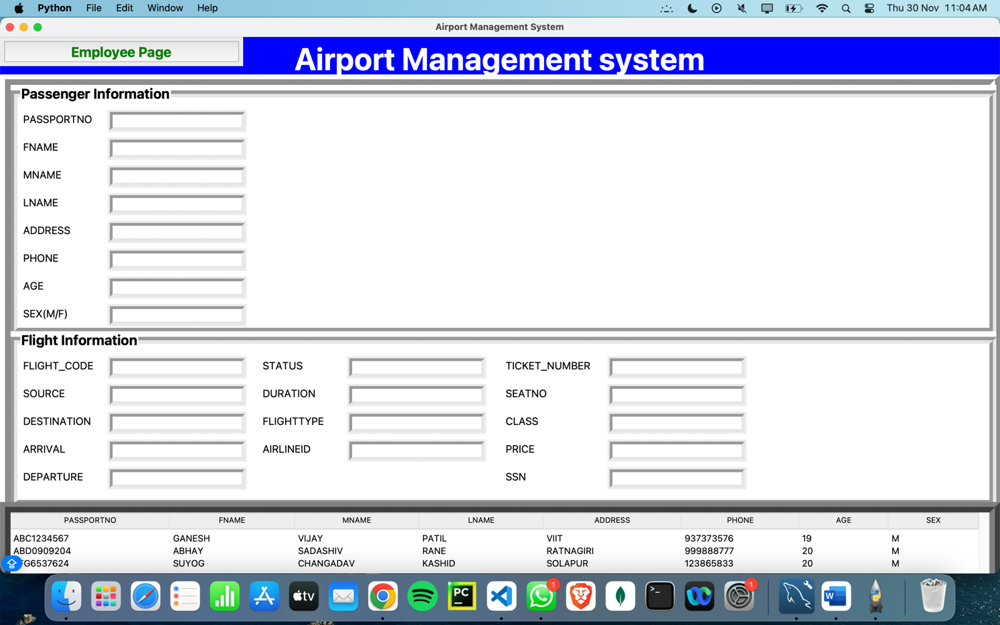 Python File Edit Window Help Thu 30 Nov 11:04 AM
Airport Management System
Employee Page
Airport Management system
Passenger Information
PASSPORTNO
FNAME
MNAME
LNAME
ADDRESS
PHONE
AGE
SEX(M/F)
Flight Information
FLIGHT_CODE STATUS TICKET_NUMBER
SOURCE DURATION SEATNO
DESTINATION FLIGHTTYPE CLASS
ARRIVAL AIRLINEID PRICE
DEPARTURE SSN
PASSPORTNO FNAME MNAME LNAME ADDRESS PHONE AGE SEX
ABC1234567 GANESH VIJAY PATIL VIIT 937373576 19 M
ABD0909204 ABHAY SADASHIV RANE RATNAGIRI 999888777 20 M
G6537624 SUYOG CHANGADAV KASHID SOLAPUR 123865833 20 M
tv PC 1 >_ 1 W